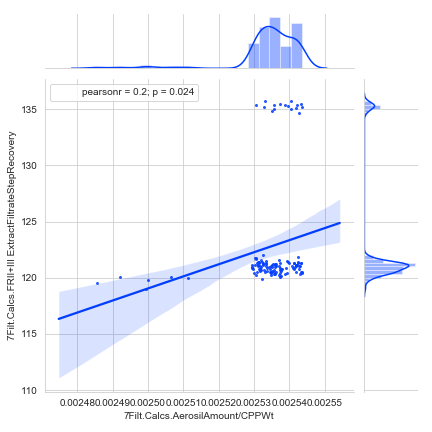 pearsonr = 0.2; p = 0.024
135
130
125
120
115
110
7Filt.Calcs.FRII+III ExtractFiltrateStepRecovery
0.002480.002490.002500.002510.002520.002530.002540.00255
7Filt.Calcs.AerosilAmount/CPPWt